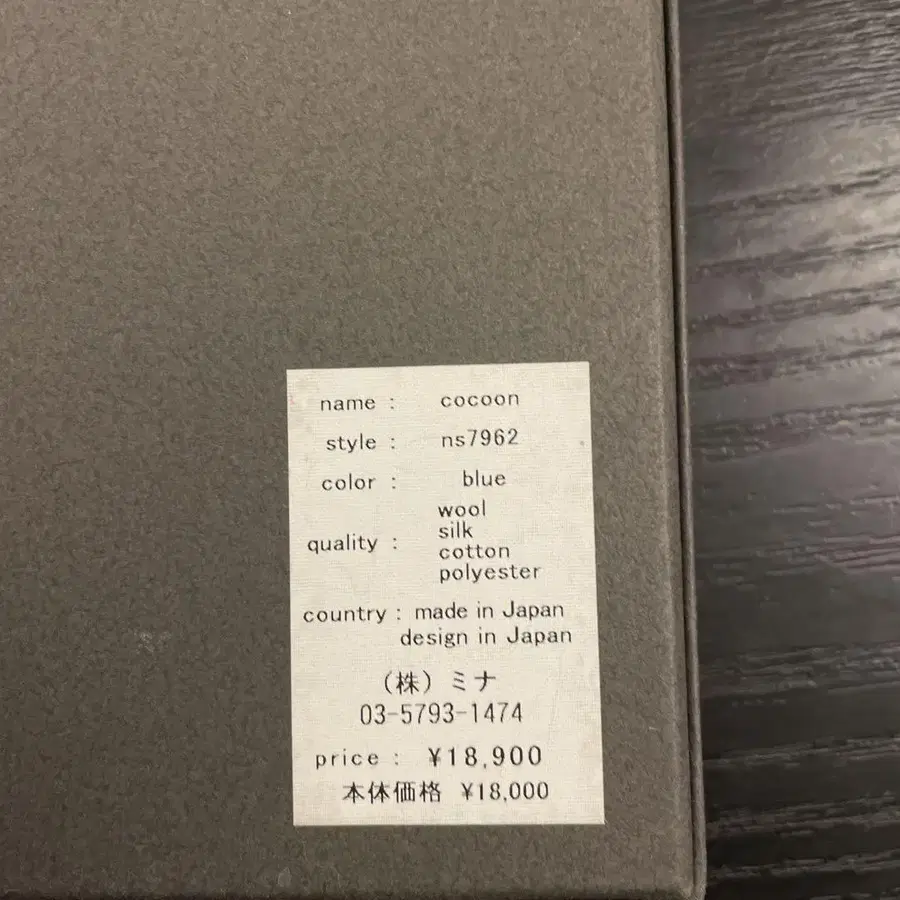 name : cocoon
style : ns7962
color : blue
quality : wool
silk
cotton
polyester
country : made in Japan
design in Japan
（株）ミナ
03-5793-1474
price : ¥18,900
本体価格 ¥18,000